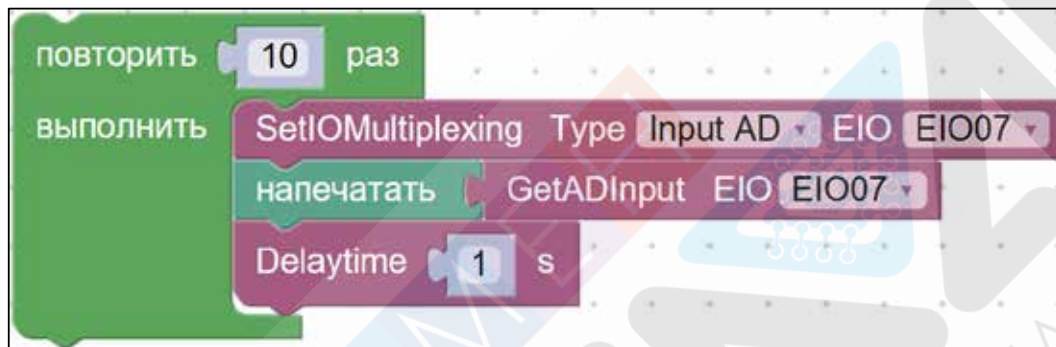 повторить 10 раз
выполнить SetIOMultiplexing Type Input AD EIO EIO07
напечатать GetADInput EIO EIO07
Delaytime 1 s